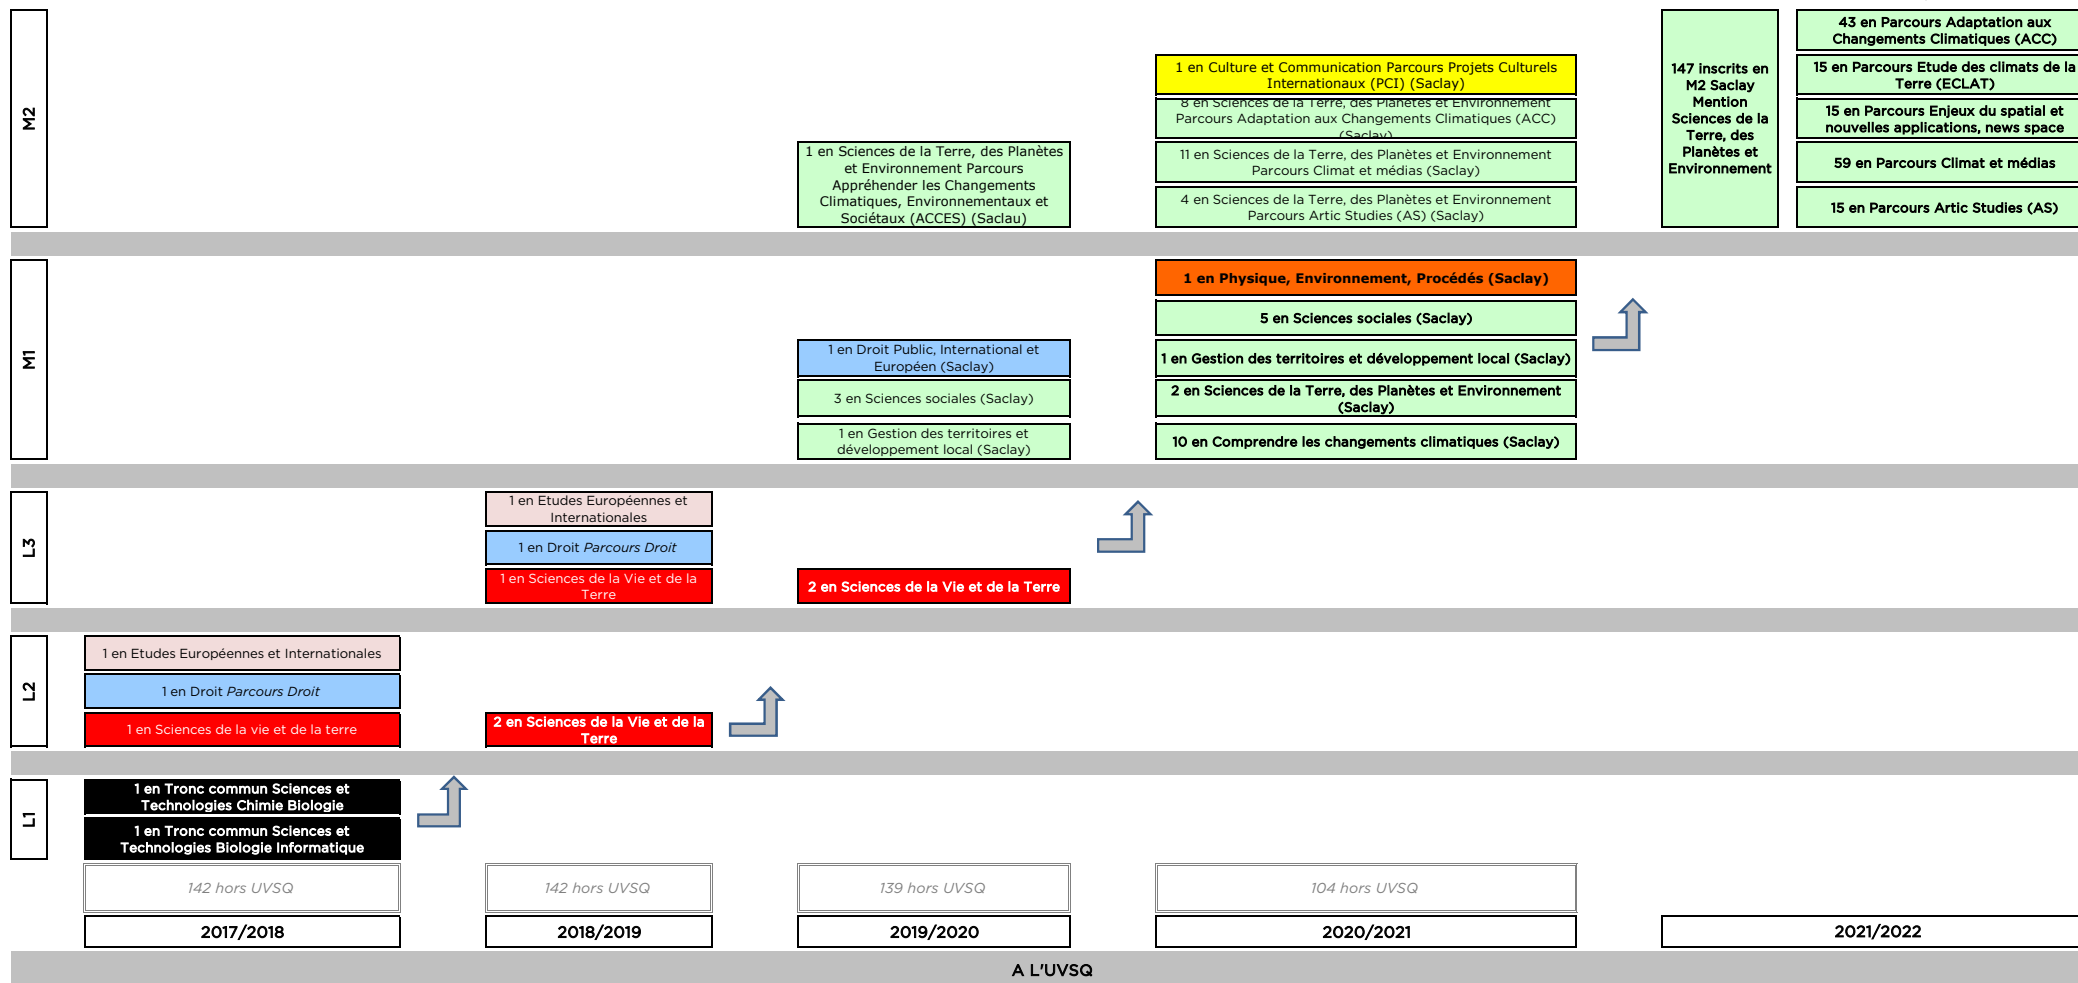 M2
1 en Sciences de la Terre, des Planètes
et Environnement Parcours
Appréhender les Changements
Climatiques, Environnementaux et
Sociétaux (ACCES) (Saclau)
1 en Culture et Communication Parcours Projets Culturels
Internationaux (PCI) (Saclay)
8 en Sciences de la Terre, des Planètes et Environnement
Parcours Adaptation aux Changements Climatiques (ACC)
(Saclay)
11 en Sciences de la Terre, des Planètes et Environnement
Parcours Climat et médias (Saclay)
4 en Sciences de la Terre, des Planètes et Environnement
Parcours Artic Studies (AS) (Saclay)
147 inscrits en
M2 Saclay
Mention
Sciences de la
Terre, des
Planètes et
Environnement
43 en Parcours Adaptation aux
Changements Climatiques (ACC)
15 en Parcours Etude des climats de la
Terre (ECLAT)
15 en Parcours Enjeux du spatial et
nouvelles applications, news space
59 en Parcours Climat et médias
15 en Parcours Artic Studies (AS)
M1
1 en Droit Public, International et
Européen (Saclay)
3 en Sciences sociales (Saclay)
1 en Gestion des territoires et
développement local (Saclay)
1 en Physique, Environnement, Procédés (Saclay)
5 en Sciences sociales (Saclay)
1 en Gestion des territoires et développement local (Saclay)
2 en Sciences de la Terre, des Planètes et Environnement
(Saclay)
10 en Comprendre les changements climatiques (Saclay)
L3
1 en Etudes Européennes et
Internationales
1 en Droit Parcours Droit
1 en Sciences de la Vie et de la
Terre
2 en Sciences de la Vie et de la Terre
L2
1 en Etudes Européennes et Internationales
1 en Droit Parcours Droit
1 en Sciences de la vie et de la terre
2 en Sciences de la Vie et de la
Terre
L1
1 en Tronc commun Sciences et
Technologies Chimie Biologie
1 en Tronc commun Sciences et
Technologies Biologie Informatique
142 hors UVSQ
142 hors UVSQ
139 hors UVSQ
104 hors UVSQ
2017/2018
2018/2019
2019/2020
2020/2021
2021/2022
A L'UVSQ